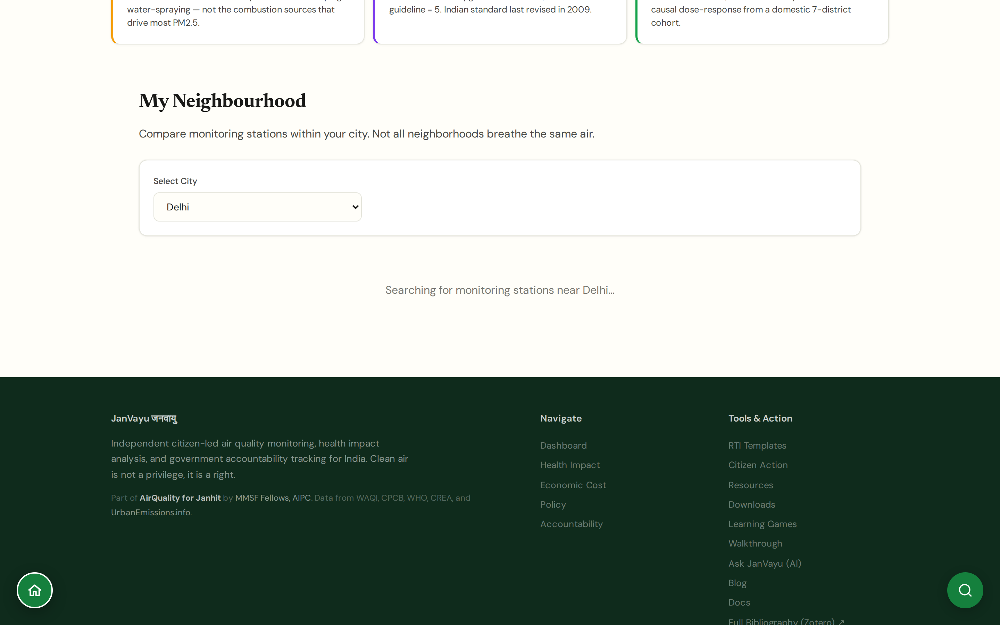 water-spraying — not the combustion sources that
drive most PM2.5.
guideline = 5. Indian standard last revised in 2009.
causal dose-response from a domestic 7-district
cohort.
My Neighbourhood
Compare monitoring stations within your city. Not all neighborhoods breathe the same air.
Select City
Delhi
Searching for monitoring stations near Delhi...
JanVayu जनवायु
Independent citizen-led air quality monitoring, health impact
analysis, and government accountability tracking for India. Clean air
is not a privilege, it is a right.
Part of AirQuality for Janhit by MMSF Fellows, AIPC. Data from WAQI, CPCB, WHO, CREA, and
UrbanEmissions.info.
Navigate
Dashboard
Health Impact
Economic Cost
Policy
Accountability
Tools & Action
RTI Templates
Citizen Action
Resources
Downloads
Learning Games
Walkthrough
Ask JanVayu (AI)
Blog
Docs
Full Bibliography (Zotero) ↗